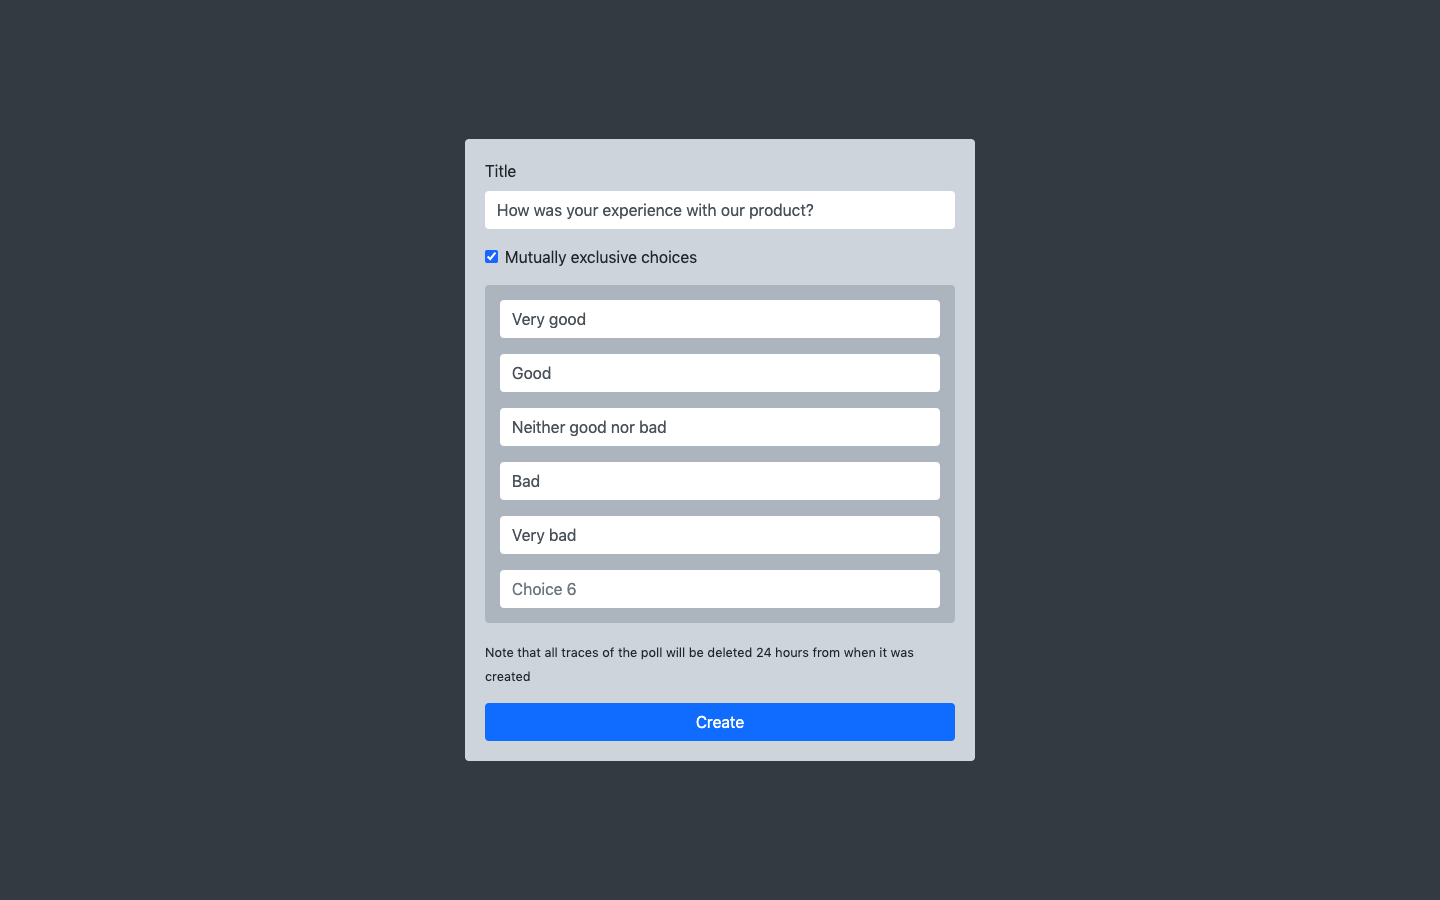 Title
How was your experience with our product?
Mutually exclusive choices
Very good
Good
Neither good nor bad
Bad
Very bad
Choice 6
Note that all traces of the poll will be deleted 24 hours from when it was
created
Create